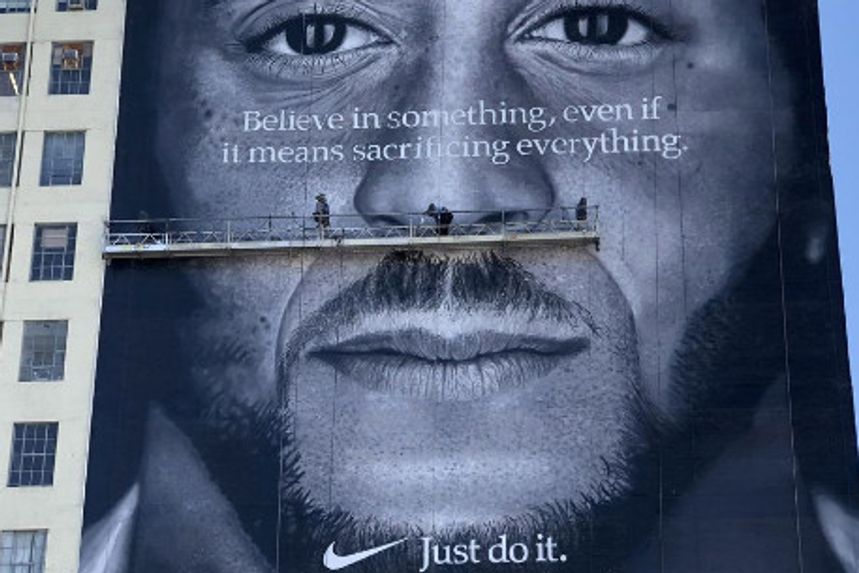 Believe in something, even if
it means sacrificing everything.
Just do it.